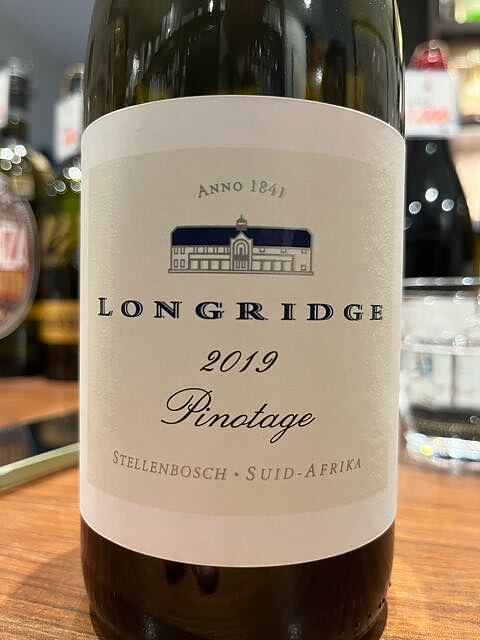 ANNO 1841
LONGRIDGE
2019
Pinotage
STELLENBOSCH • SUID-AFRIKA